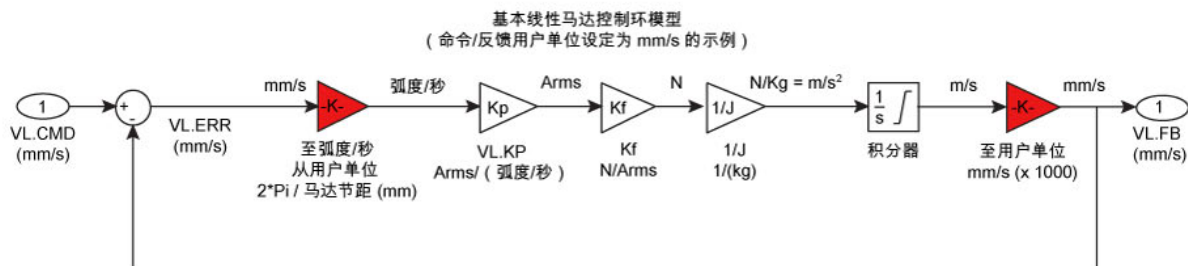 基本线性马达控制环模型
（命令/反馈用户单位设定为 mm/s 的示例）
mm/s
弧度/秒
Arms
N
N/Kg = m/s²
m/s
mm/s
1
+
-
-K-
Kp
Kf
1/J
1
s
-K-
1
VL.CMD
(mm/s)
VL.ERR
(mm/s)
至弧度/秒
从用户单位
2*Pi / 马达节距 (mm)
VL.KP
Arms/（弧度/秒）
Kf
N/Arms
1/J
1/(kg)
积分器
至用户单位
mm/s (x 1000)
VL.FB
(mm/s)